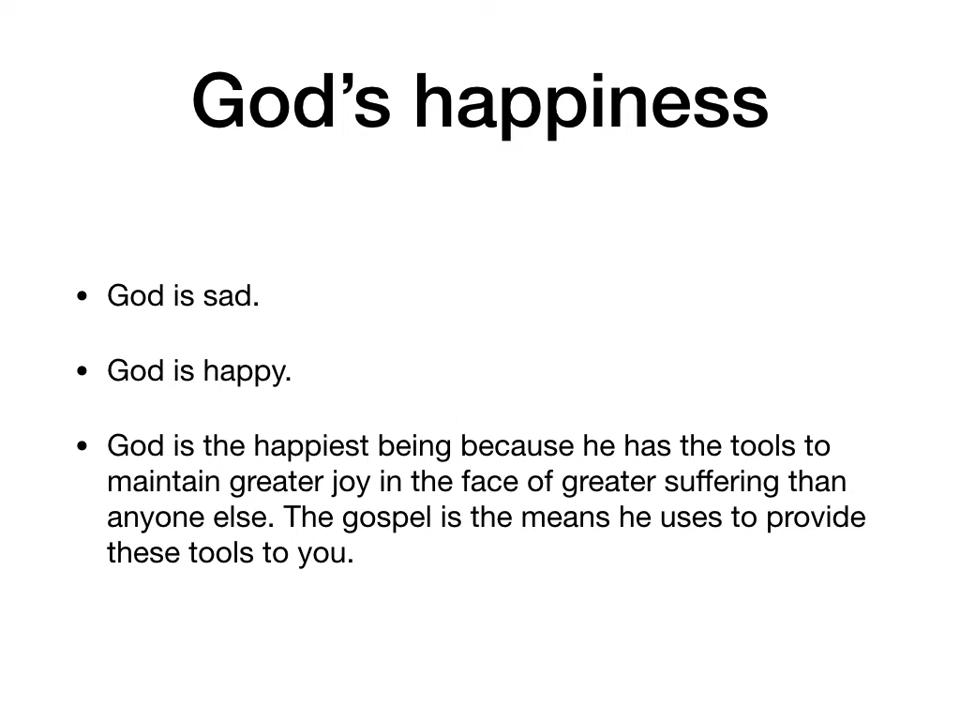 God’s happiness
• God is sad.
• God is happy.
• God is the happiest being because he has the tools to
maintain greater joy in the face of greater suffering than
anyone else. The gospel is the means he uses to provide
these tools to you.